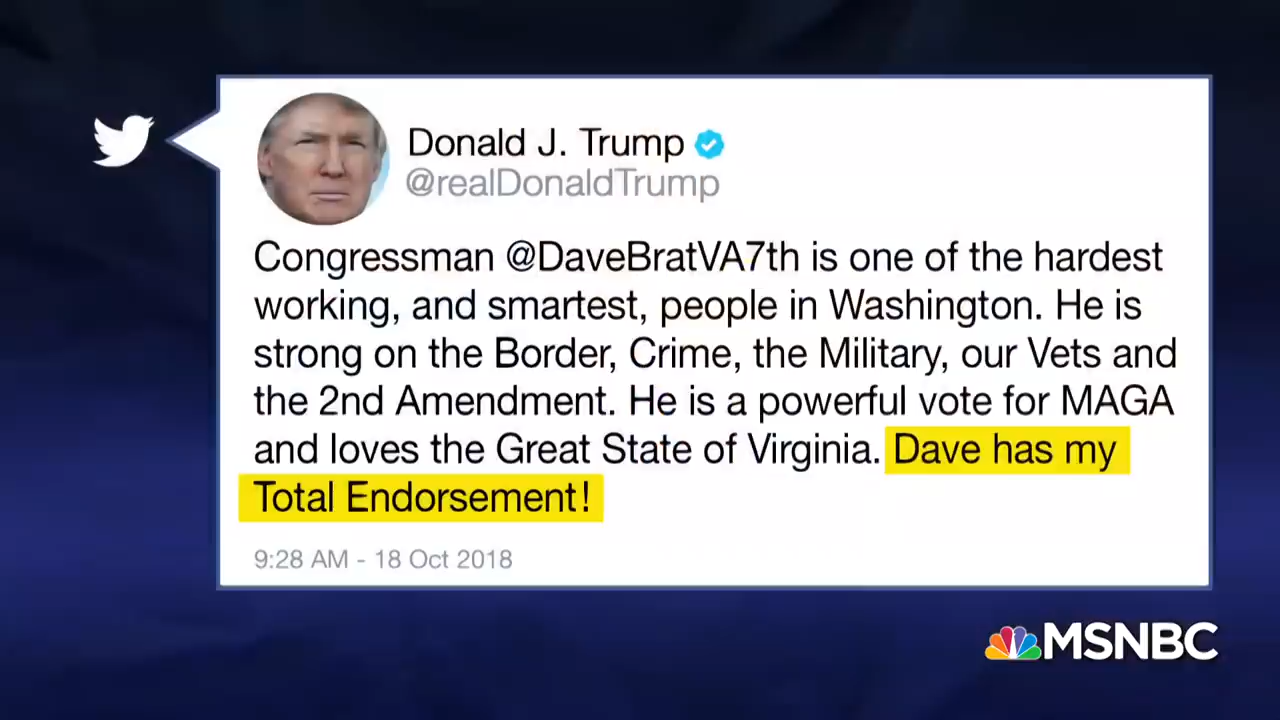 Donald J. Trump
@realDonaldTrump
Congressman @DaveBratVA7th is one of the hardest
working, and smartest, people in Washington. He is
strong on the Border, Crime, the Military, our Vets and
the 2nd Amendment. He is a powerful vote for MAGA
and loves the Great State of Virginia. Dave has my
Total Endorsement!
9:28 AM - 18 Oct 2018
MSNBC